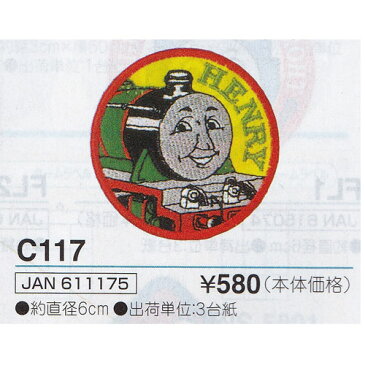 HENRY
C117
JAN 611175
¥580(本体価格)
●約直径6cm ●出荷単位:3台紙